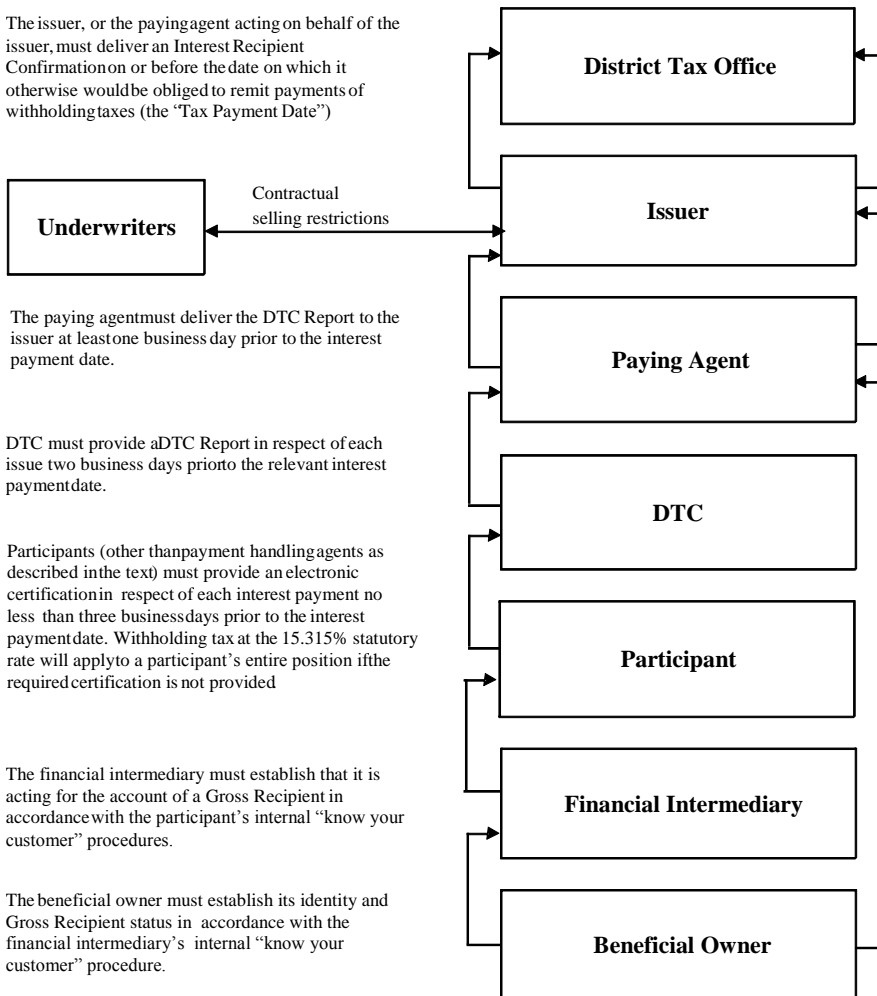 The issuer, or the paying agent acting on behalf of the
issuer, must deliver an Interest Recipient
Confirmation on or before the date on which it
otherwise would be obliged to remit payments of
withholding taxes (the “Tax Payment Date”)
District Tax Office
Underwriters
Contractual
selling restrictions
Issuer
The paying agent must deliver the DTC Report to the
issuer at least one business day prior to the interest
payment date.
Paying Agent
DTC must provide a DTC Report in respect of each
issue two business days prior to the relevant interest
payment date.
DTC
Participants (other than payment handling agents as
described in the text) must provide an electronic
certification in respect of each interest payment no
less than three business days prior to the interest
payment date. Withholding tax at the 15.315% statutory
rate will apply to a participant’s entire position if the
required certification is not provided
Participant
The financial intermediary must establish that it is
acting for the account of a Gross Recipient in
accordance with the participant’s internal “know your
customer” procedures.
Financial Intermediary
The beneficial owner must establish its identity and
Gross Recipient status in accordance with the
financial intermediary’s internal “know your
customer” procedure.
Beneficial Owner